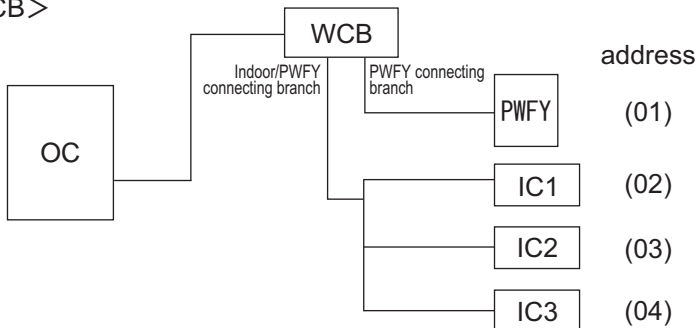 CB＞
WCB
address
Indoor/PWFY
connecting branch
PWFY connecting
branch
PWFY
(01)
OC
IC1
(02)
IC2
(03)
IC3
(04)